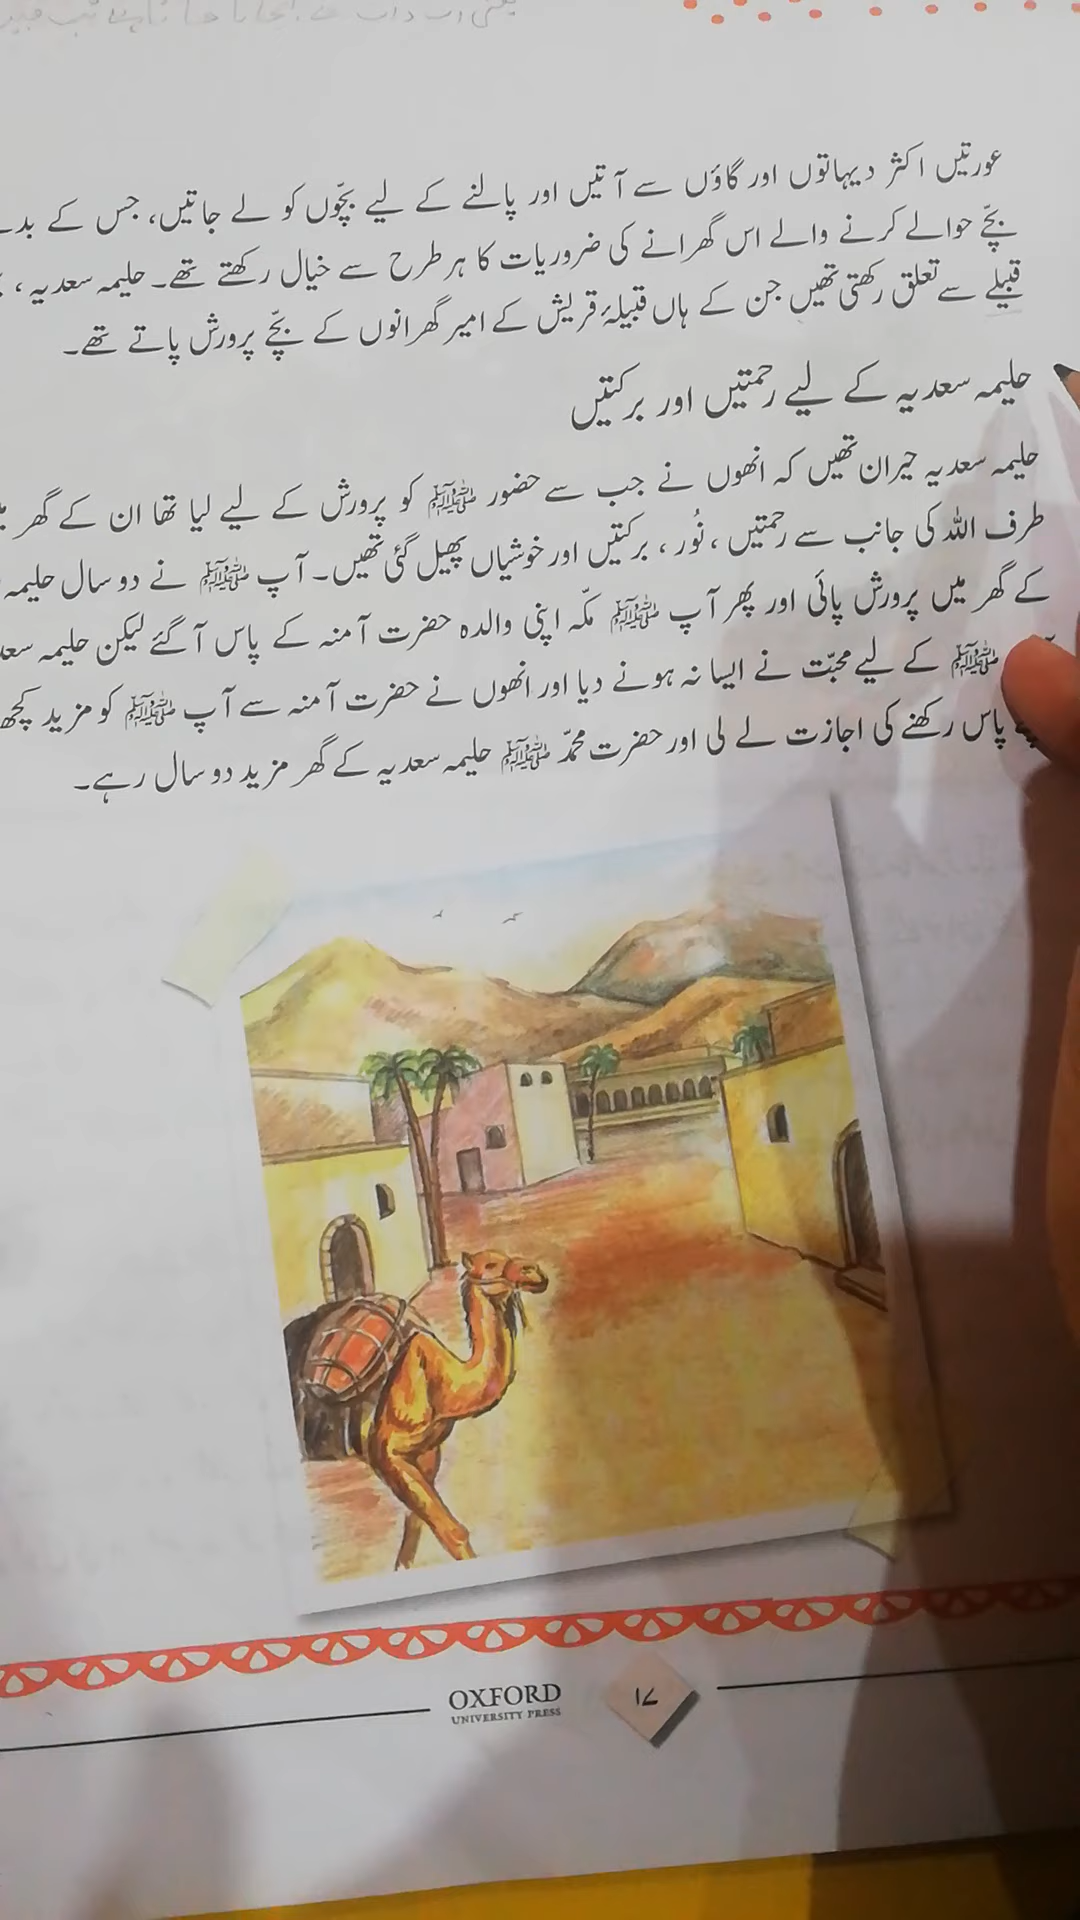 عورتیں اکثر دیہاتوں اور گاؤں سے آتیں اور پالنے کے لیے بچّوں کو لے جاتیں، جس کے
بچّے حوالے کرنے والے اس گھرانے کی ضروریات کا ہر طرح سے خیال رکھتے تھے۔ حلیمہ سعدیہ،
قبیلے سے تعلق رکھتی تھیں جن کے ہاں قبیلۂ قریش کے امیر گھرانوں کے بچّے پرورش پاتے تھے۔
حلیمہ سعدیہ کے لیے رحمتیں اور برکتیں
حلیمہ سعدیہ حیران تھیں کہ انھوں نے جب سے حضور ﷺ کو پرورش کے لیے لیا تھا ان کے گھر
طرف اللہ کی جانب سے رحمتیں، نُور، برکتیں اور خوشیاں پھیل گئی تھیں۔ آپ ﷺ نے دو سال حلیمہ
کے گھر میں پرورش پائی اور پھر آپ ﷺ مکّہ اپنی والدہ حضرت آمنہ کے پاس آ گئے لیکن حلیمہ
ﷺ کے لیے محبّت نے ایسا نہ ہونے دیا اور انھوں نے حضرت آمنہ سے آپ ﷺ کو مزید کچھ
پاس رکھنے کی اجازت لے لی اور حضرت محمّد ﷺ حلیمہ سعدیہ کے گھر مزید دو سال رہے۔
OXFORD
UNIVERSITY PRESS
۱۷